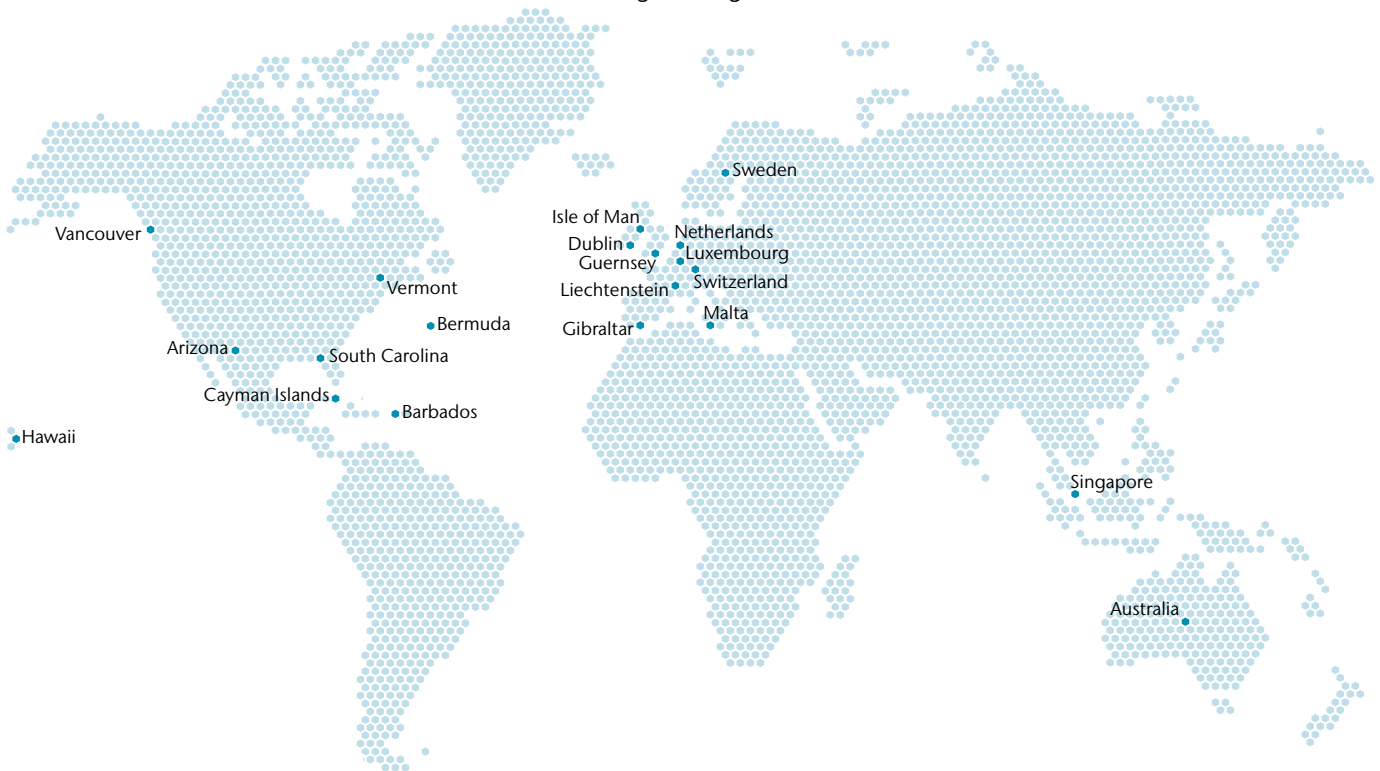 Sweden
Isle of Man
Vancouver
Netherlands
Dublin
Luxembourg
Guernsey
Switzerland
Vermont
Liechtenstein
Malta
Bermuda
Gibraltar
Arizona
South Carolina
Cayman Islands
Barbados
Hawaii
Singapore
Australia